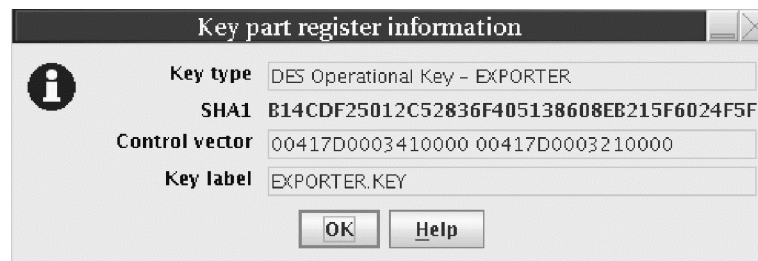 Key part register information
Key type DES Operational Key - EXPORTER
SHA1 B14CDF25012C52836F405138608EB215F6024F5F
Control vector 00417D0003410000 00417D0003210000
Key label EXPORTER.KEY
OK Help